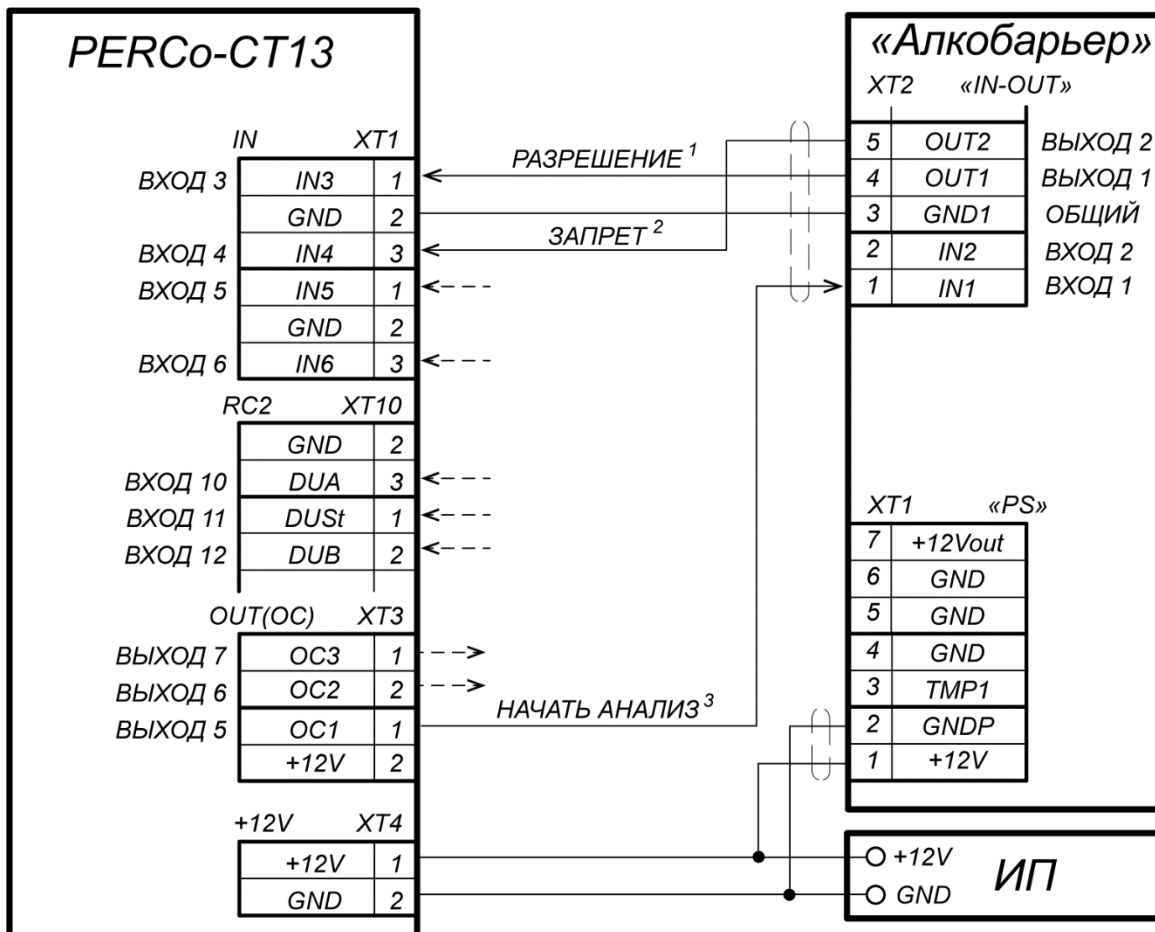 PERCo-CT13
«Алкобарьер»
XT2 «IN-OUT»
IN XT1
5 OUT2 ВЫХОД 2
РАЗРЕШЕНИЕ 1
ВХОД 3 IN3 1
4 OUT1 ВЫХОД 1
GND 2
3 GND1 ОБЩИЙ
ЗАПРЕТ 2
ВХОД 4 IN4 3
2 IN2 ВХОД 2
ВХОД 5 IN5 1
1 IN1 ВХОД 1
GND 2
ВХОД 6 IN6 3
RC2 XT10
GND 2
ВХОД 10 DUA 3
ВХОД 11 DUSt 1
ВХОД 12 DUB 2
XT1 «PS»
7 +12Vout
6 GND
5 GND
4 GND
3 TMP1
2 GNDP
1 +12V
OUT(OC) XT3
ВЫХОД 7 OC3 1
ВЫХОД 6 OC2 2
НАЧАТЬ АНАЛИЗ 3
ВЫХОД 5 OC1 1
+12V 2
+12V XT4
+12V 1
GND 2
+12V
ИП
GND